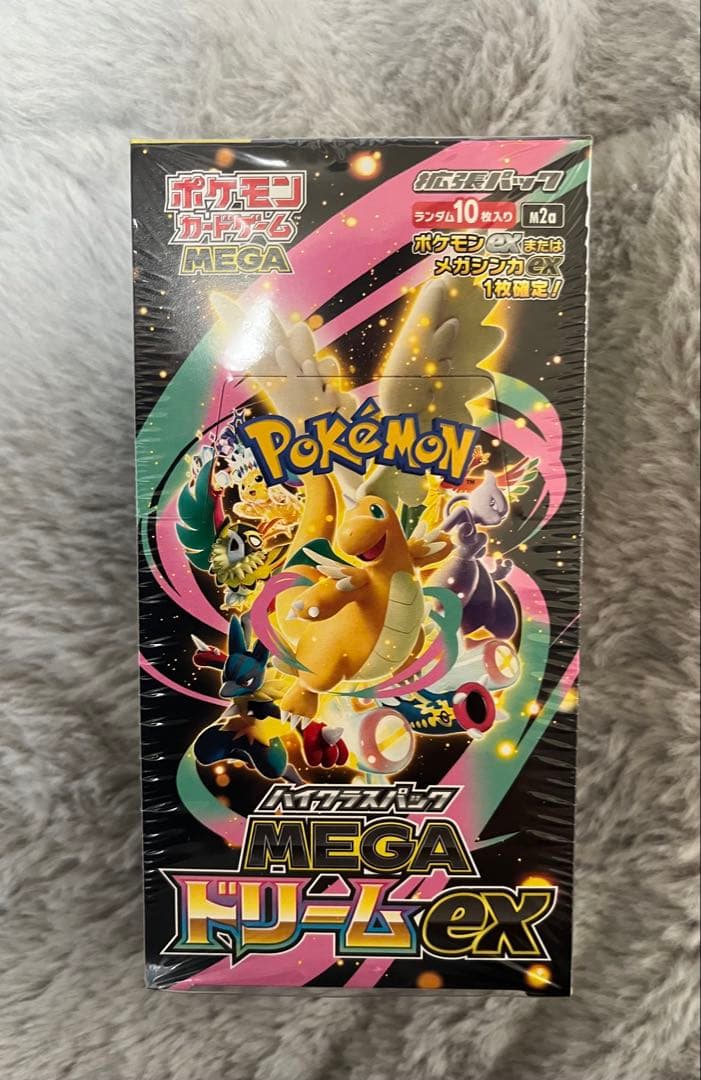 ポケモン
カードゲーム
MEGA
拡張パック
ランダム10枚入り M2a
ポケモンexまたは
メガシンカex
1枚確定!
POKéMON
TM
ハイクラスパック
MEGA
ドリームex